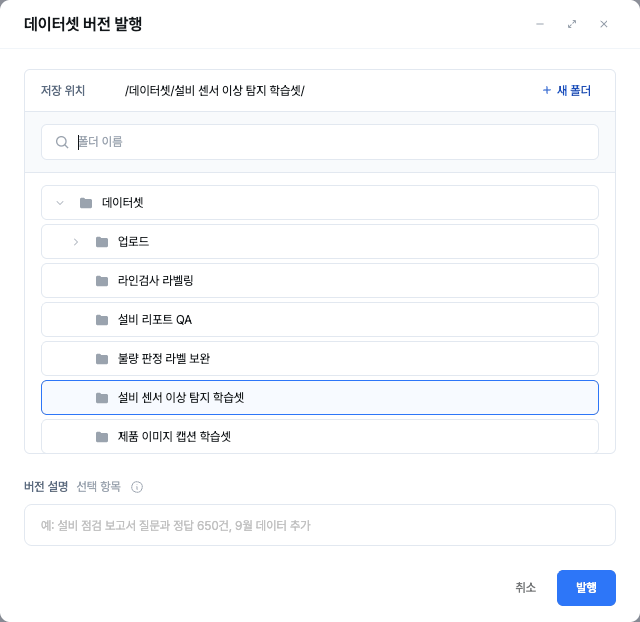 데이터셋 버전 발행
저장 위치 /데이터셋/설비 센서 이상 탐지 학습셋/ + 새 폴더
폴더 이름
데이터셋
업로드
라인검사 라벨링
설비 리포트 QA
불량 판정 라벨 보완
설비 센서 이상 탐지 학습셋
제품 이미지 캡션 학습셋
버전 설명 선택 항목
예: 설비 점검 보고서 질문과 정답 650건, 9월 데이터 추가
취소 발행